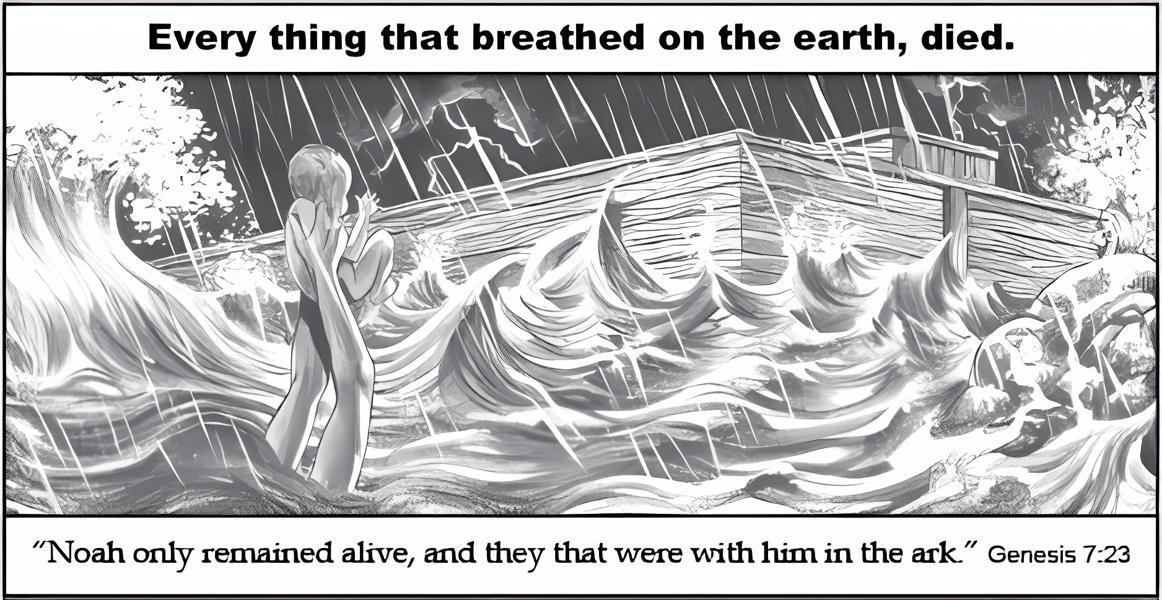 Every thing that breathed on the earth, died.
“Noah only remained alive, and they that were with him in the ark.” Genesis 7:23